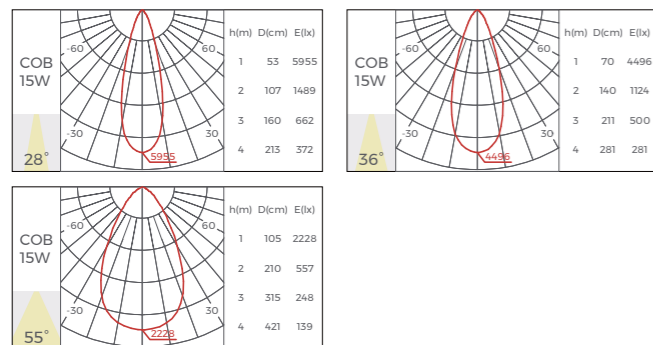 COB
15W
28°
-60
60
-30
30
5955
h(m) D(cm) E(lx)
1 53 5955
2 107 1489
3 160 662
4 213 372
COB
15W
36°
-60
60
-30
30
4496
h(m) D(cm) E(lx)
1 70 4496
2 140 1124
3 211 500
4 281 281
COB
15W
55°
-60
60
-30
30
2228
h(m) D(cm) E(lx)
1 105 2228
2 210 557
3 315 248
4 421 139